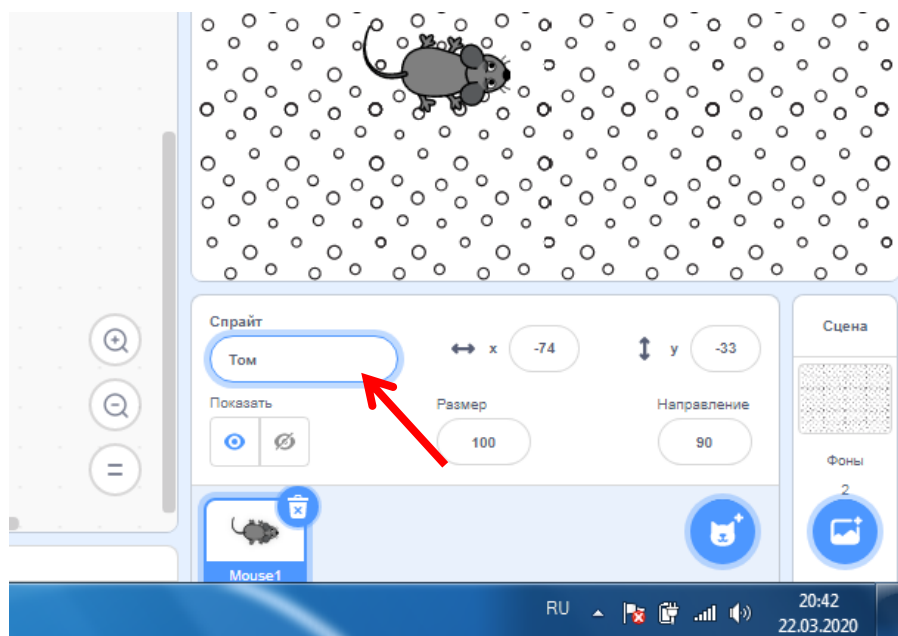 Спрайт
Том
x -74
y -33
Показать
Размер
100
Направление
90
Сцена
Фоны
2
Mouse1
RU
20:42
22.03.2020